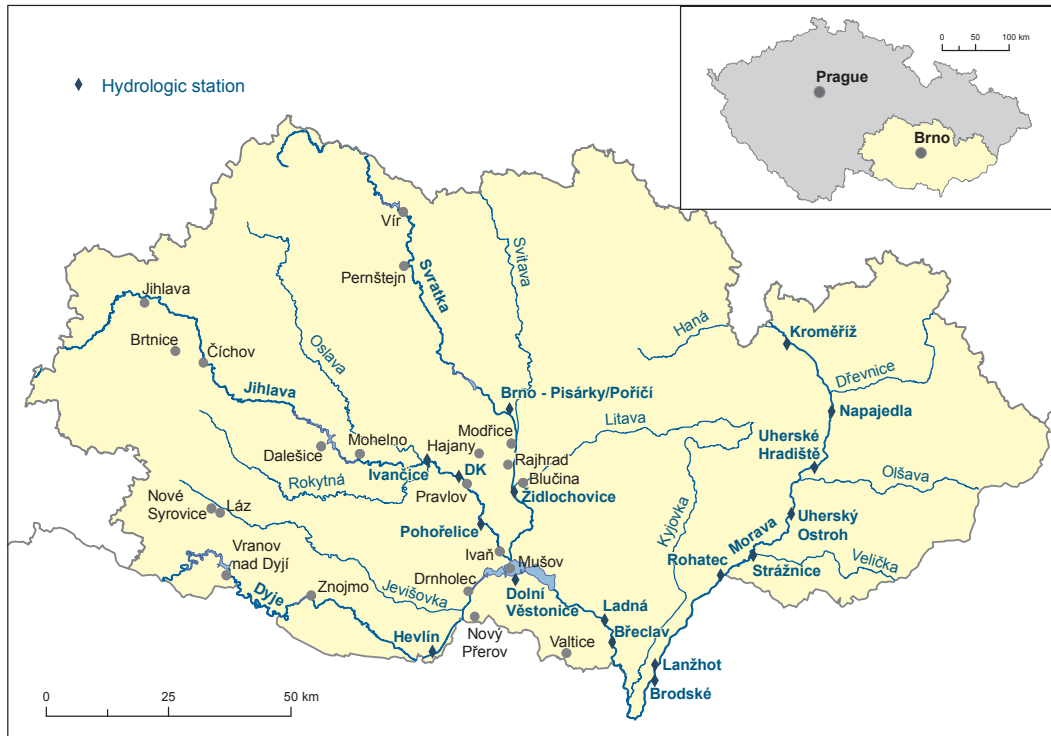 0 50 100 km
Prague
Brno
Hydrologic station
Vír
Svratka
Svitava
Pernštejn
Jihlava
Brtnice
Číchov
Oslava
Haná
Kroměříž
Dřevnice
Jihlava
Brno - Pisárky/Poříčí
Napajedla
Litava
Modřice
Mohelno
Hajany
Uherské
Hradiště
Dalešice
Rajhrad
DK
Ivančice
Blučina
Olšava
Rokytná
Pravlov
Židlochovice
Nové
Syrovice
Láz
Kyjovka
Uherský
Ostroh
Pohořelice
Morava
Ivaň
Vranov
nad Dyjí
Mušov
Rohatec
Velička
Strážnice
Drnholec
Jevišovka
Znojmo
Dyje
Dolní
Věstonice
Ladná
Nový
Přerov
Břeclav
Hevlín
Valtice
Lanžhot
Brodské
0 25 50 km